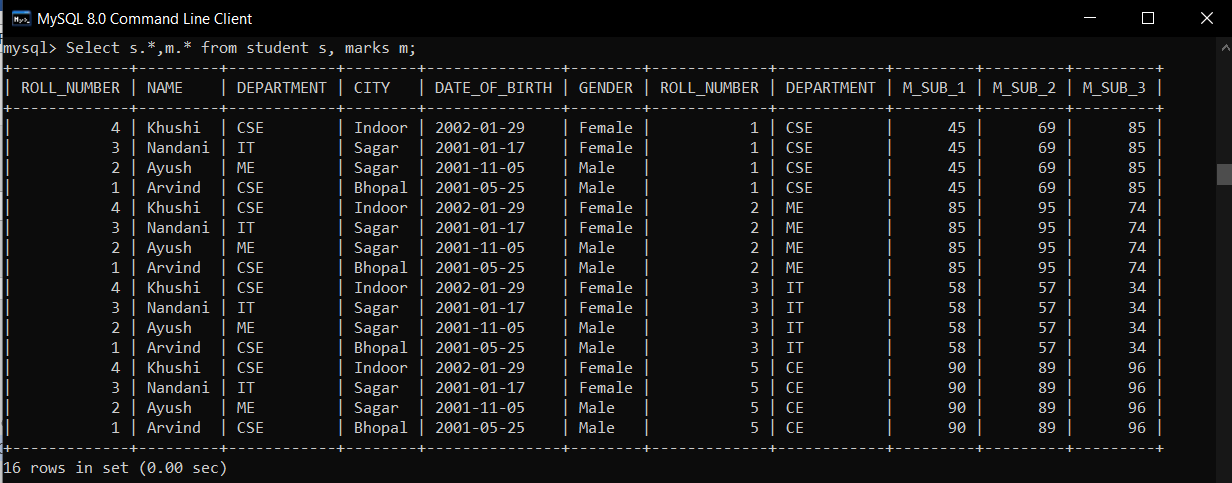 MySQL 8.0 Command Line Client
mysql> Select s.*,m.* from student s, marks m;
+-------------+---------+------------+--------+---------------+--------+-------------+------------+---------+---------+---------+
| ROLL_NUMBER | NAME    | DEPARTMENT | CITY   | DATE_OF_BIRTH | GENDER | ROLL_NUMBER | DEPARTMENT | M_SUB_1 | M_SUB_2 | M_SUB_3 |
+-------------+---------+------------+--------+---------------+--------+-------------+------------+---------+---------+---------+
|           4 | Khushi  | CSE        | Indoor | 2002-01-29    | Female |           1 | CSE        |      45 |      69 |      85 |
|           3 | Nandani | IT         | Sagar  | 2001-01-17    | Female |           1 | CSE        |      45 |      69 |      85 |
|           2 | Ayush   | ME         | Sagar  | 2001-11-05    | Male   |           1 | CSE        |      45 |      69 |      85 |
|           1 | Arvind  | CSE        | Bhopal | 2001-05-25    | Male   |           1 | CSE        |      45 |      69 |      85 |
|           4 | Khushi  | CSE        | Indoor | 2002-01-29    | Female |           2 | ME         |      85 |      95 |      74 |
|           3 | Nandani | IT         | Sagar  | 2001-01-17    | Female |           2 | ME         |      85 |      95 |      74 |
|           2 | Ayush   | ME         | Sagar  | 2001-11-05    | Male   |           2 | ME         |      85 |      95 |      74 |
|           1 | Arvind  | CSE        | Bhopal | 2001-05-25    | Male   |           2 | ME         |      85 |      95 |      74 |
|           4 | Khushi  | CSE        | Indoor | 2002-01-29    | Female |           3 | IT         |      58 |      57 |      34 |
|           3 | Nandani | IT         | Sagar  | 2001-01-17    | Female |           3 | IT         |      58 |      57 |      34 |
|           2 | Ayush   | ME         | Sagar  | 2001-11-05    | Male   |           3 | IT         |      58 |      57 |      34 |
|           1 | Arvind  | CSE        | Bhopal | 2001-05-25    | Male   |           3 | IT         |      58 |      57 |      34 |
|           4 | Khushi  | CSE        | Indoor | 2002-01-29    | Female |           5 | CE         |      90 |      89 |      96 |
|           3 | Nandani | IT         | Sagar  | 2001-01-17    | Female |           5 | CE         |      90 |      89 |      96 |
|           2 | Ayush   | ME         | Sagar  | 2001-11-05    | Male   |           5 | CE         |      90 |      89 |      96 |
|           1 | Arvind  | CSE        | Bhopal | 2001-05-25    | Male   |           5 | CE         |      90 |      89 |      96 |
+-------------+---------+------------+--------+---------------+--------+-------------+------------+---------+---------+---------+
16 rows in set (0.00 sec)